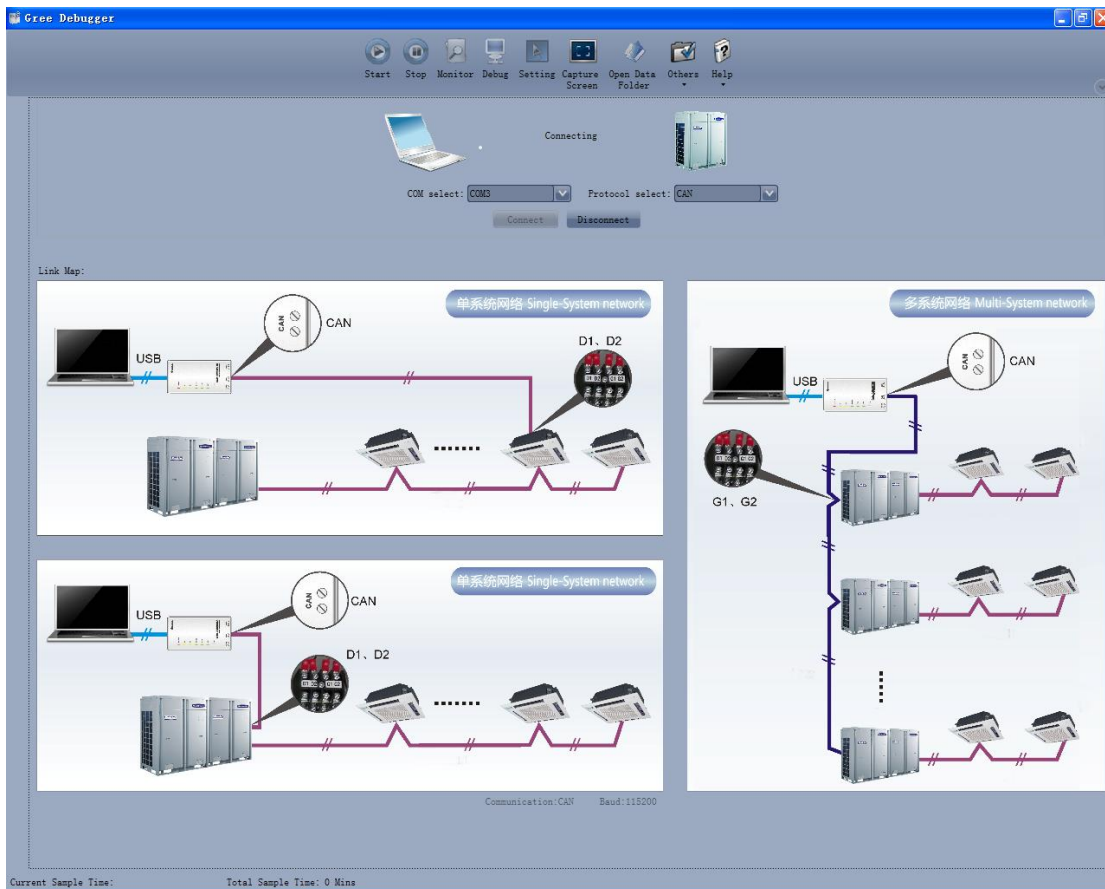 Gree Debugger
Start Stop Monitor Debug Setting Capture Screen Open Data Folder Others Help
Connecting
COM select: COM3 Protocol select: CAN
Connect Disconnect
Link Map:
单系统网络 Single-System network
CAN
CAN
USB
D1、D2
单系统网络 Single-System network
CAN
CAN
USB
D1、D2
多系统网络 Multi-System network
CAN
CAN
USB
G1、G2
Communication:CAN Baud:115200
Current Sample Time: Total Sample Time: 0 Mins